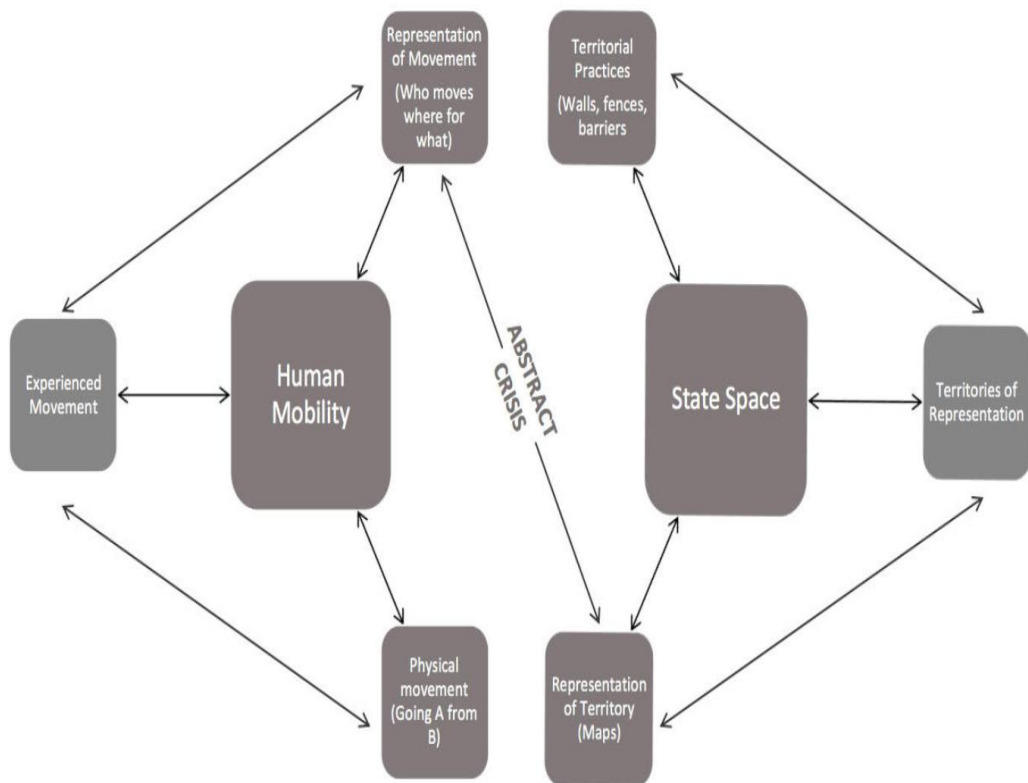 Representation
of Movement
(Who moves
where for
what)
Territorial
Practices
(Walls, fences,
barriers
Experienced
Movement
Human
Mobility
ABSTRACT
CRISIS
State Space
Territories of
Representation
Physical
movement
(Going A from
B)
Representation
of Territory
(Maps)